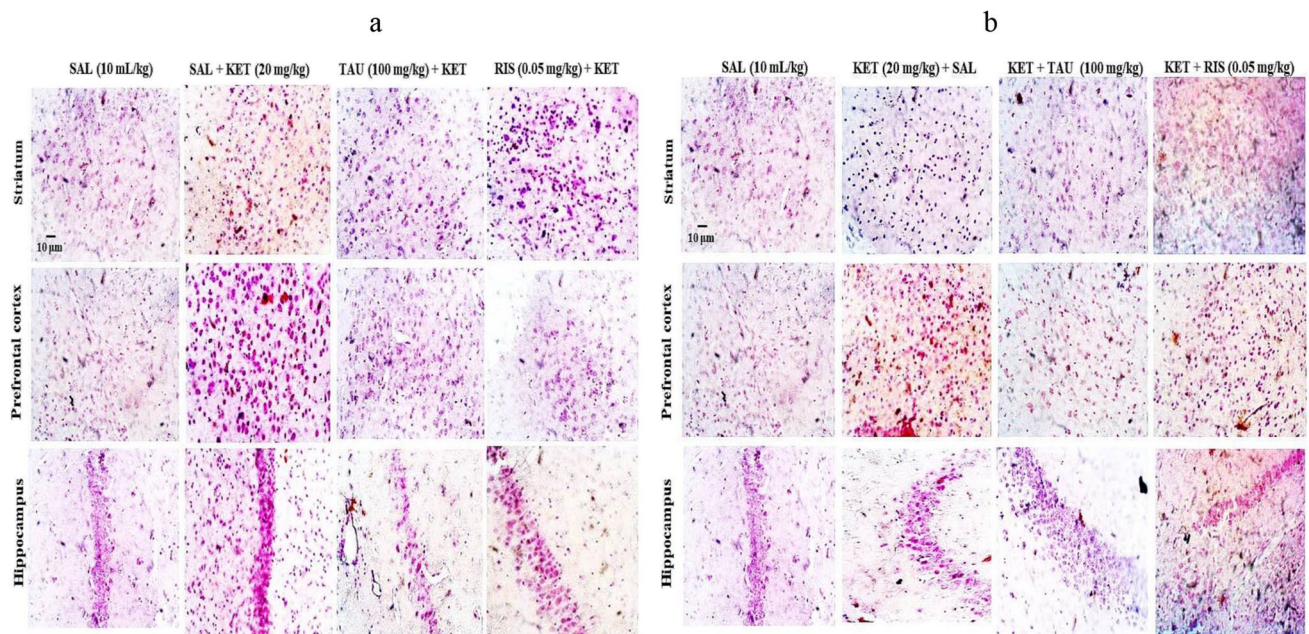 a
SAL (10 mL/kg) SAL + KET (20 mg/kg) TAU (100 mg/kg) + KET RIS (0.05 mg/kg) + KET
Striatum
10 µm
Prefrontal cortex
Hippocampus
b
SAL (10 mL/kg) KET (20 mg/kg) + SAL KET + TAU (100 mg/kg) KET + RIS (0.05 mg/kg)
Striatum
10 µm
Prefrontal cortex
Hippocampus